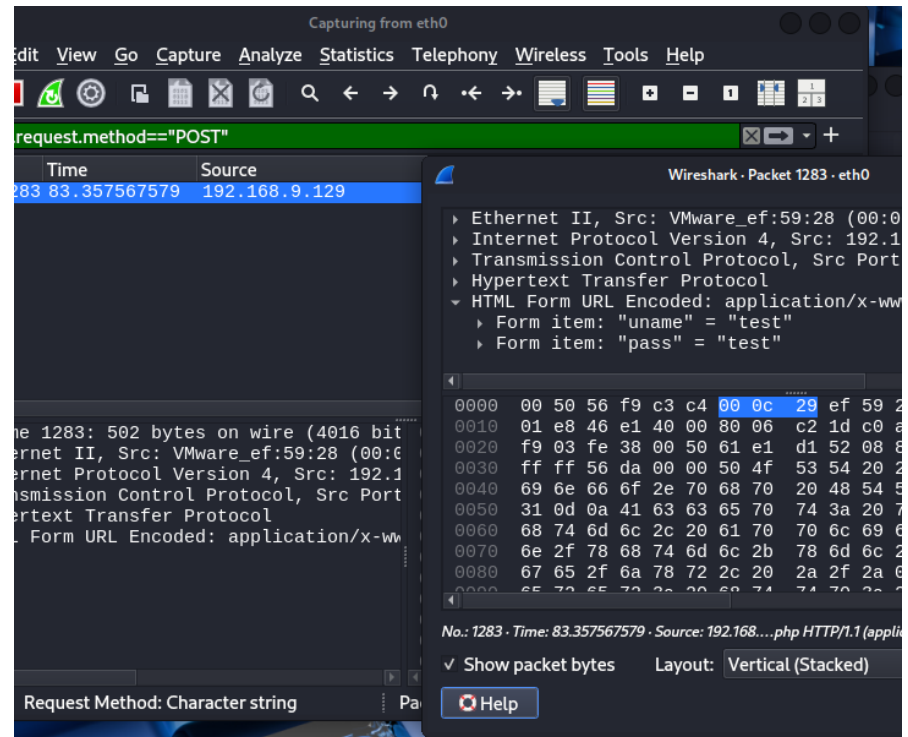 Capturing from eth0
Edit View Go Capture Analyze Statistics Telephony Wireless Tools Help
.request.method=="POST"
Time Source
283 83.357567579 192.168.9.129
Wireshark · Packet 1283 · eth0
Ethernet II, Src: VMware_ef:59:28 (00:0
Internet Protocol Version 4, Src: 192.1
Transmission Control Protocol, Src Port
Hypertext Transfer Protocol
HTML Form URL Encoded: application/x-ww
Form item: "uname" = "test"
Form item: "pass" = "test"
0000 00 50 56 f9 c3 c4 00 0c 29 ef 59 2
0010 01 e8 46 e1 40 00 80 06 c2 1d c0 a
0020 f9 03 fe 38 00 50 61 e1 d1 52 08 8
0030 ff ff 56 da 00 00 50 4f 53 54 20 2
0040 69 6e 66 6f 2e 70 68 70 20 48 54 5
0050 31 0d 0a 41 63 63 65 70 74 3a 20 7
0060 68 74 6d 6c 2c 20 61 70 70 6c 69 6
0070 6e 2f 78 68 74 6d 6c 2b 78 6d 6c 2
0080 67 65 2f 6a 78 72 2c 20 2a 2f 2a 0
me 1283: 502 bytes on wire (4016 bit
ernet II, Src: VMware_ef:59:28 (00:0
ernet Protocol Version 4, Src: 192.1
nsmission Control Protocol, Src Port
ertext Transfer Protocol
L Form URL Encoded: application/x-ww
No.: 1283 · Time: 83.357567579 · Source: 192.168.…php HTTP/1.1 (applic
Show packet bytes Layout: Vertical (Stacked)
Help
Request Method: Character string Pa